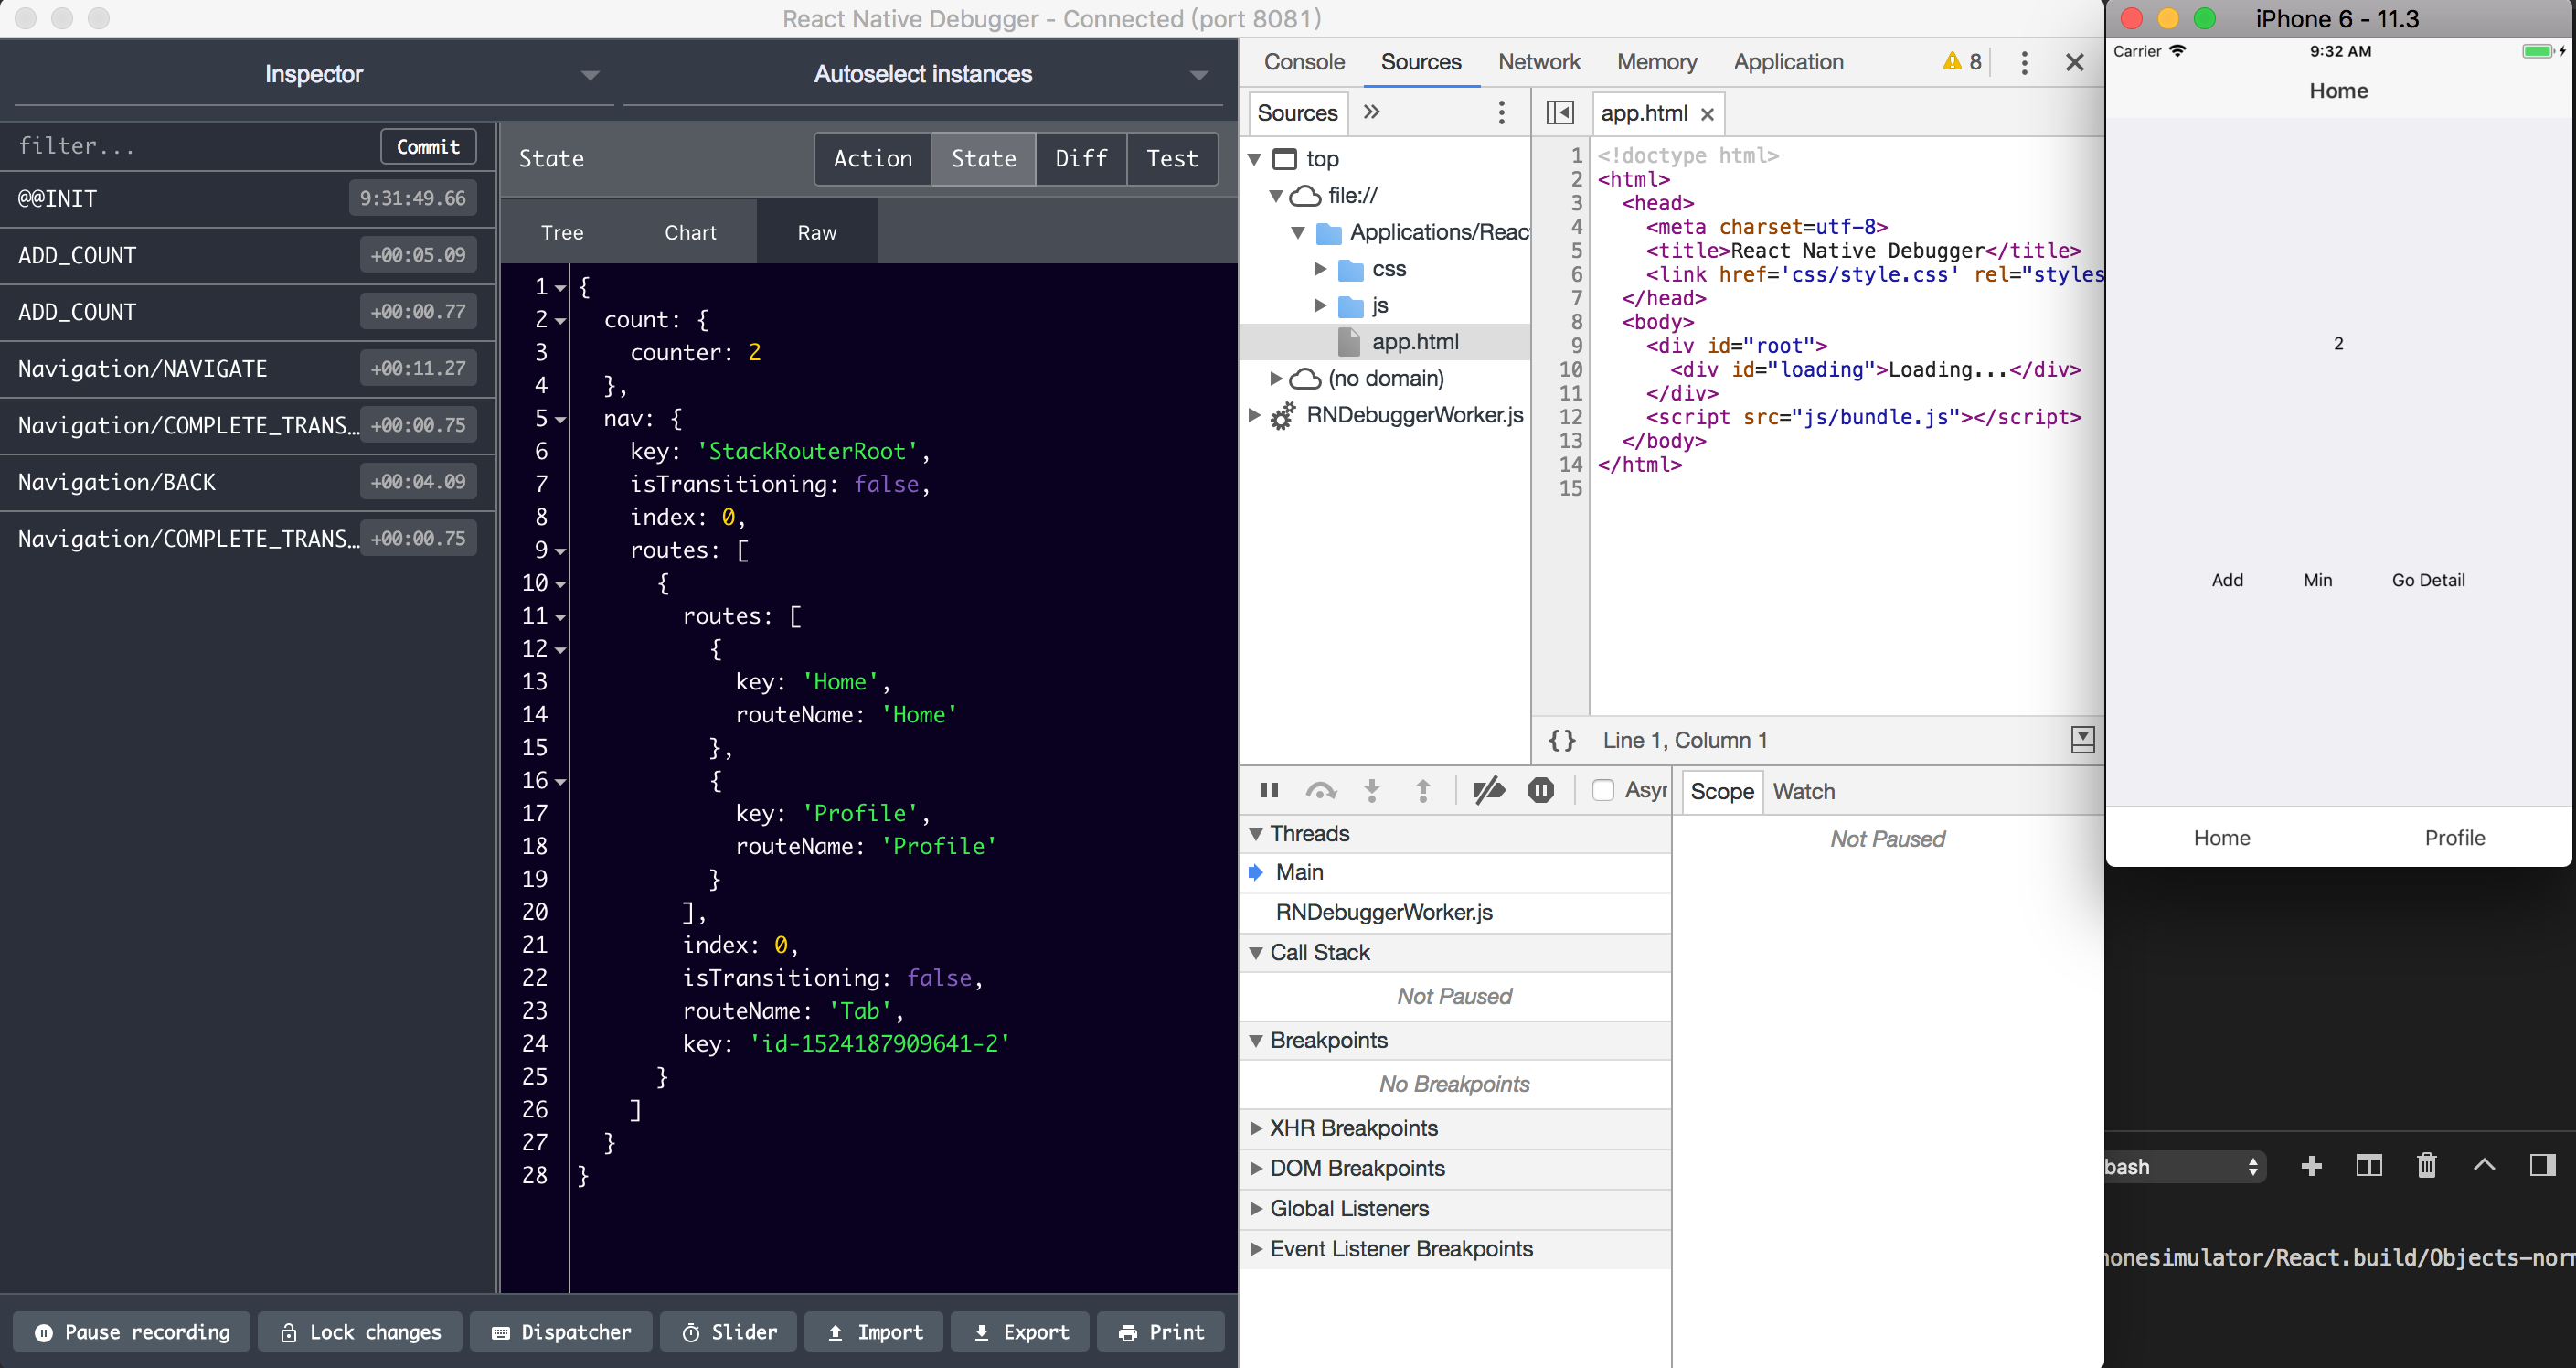 React Native Debugger - Connected (port 8081)
Inspector
Autoselect instances
filter...
Commit
@@INIT
9:31:49.66
ADD_COUNT
+00:05.09
ADD_COUNT
+00:00.77
Navigation/NAVIGATE
+00:11.27
Navigation/COMPLETE_TRANS…
+00:00.75
Navigation/BACK
+00:04.09
Navigation/COMPLETE_TRANS…
+00:00.75
State
Action State Diff Test
Tree Chart Raw
1 {
2 count: {
3 counter: 2
4 },
5 nav: {
6 key: 'StackRouterRoot',
7 isTransitioning: false,
8 index: 0,
9 routes: [
10 {
11 routes: [
12 {
13 key: 'Home',
14 routeName: 'Home'
15 },
16 {
17 key: 'Profile',
18 routeName: 'Profile'
19 }
20 ],
21 index: 0,
22 isTransitioning: false,
23 routeName: 'Tab',
24 key: 'id-1524187909641-2'
25 }
26 ]
27 }
28 }
Pause recording
Lock changes
Dispatcher
Slider
Import
Export
Print
Console Sources Network Memory Application 8
Sources »
top
file://
Applications/Reac
css
js
app.html
(no domain)
RNDebuggerWorker.js
app.html ×
1 <!doctype html>
2 <html>
3 <head>
4 <meta charset=utf-8>
5 <title>React Native Debugger</title>
6 <link href='css/style.css' rel="styles
7 </head>
8 <body>
9 <div id="root">
10 <div id="loading">Loading...</div>
11 </div>
12 <script src="js/bundle.js"></script>
13 </body>
14 </html>
15
{} Line 1, Column 1
Asyn
Threads
Main
RNDebuggerWorker.js
Call Stack
Not Paused
Breakpoints
No Breakpoints
XHR Breakpoints
DOM Breakpoints
Global Listeners
Event Listener Breakpoints
Scope Watch
Not Paused
iPhone 6 - 11.3
Carrier 9:32 AM
Home
2
Add Min Go Detail
Home Profile
bash
honesimulator/React.build/Objects-norm